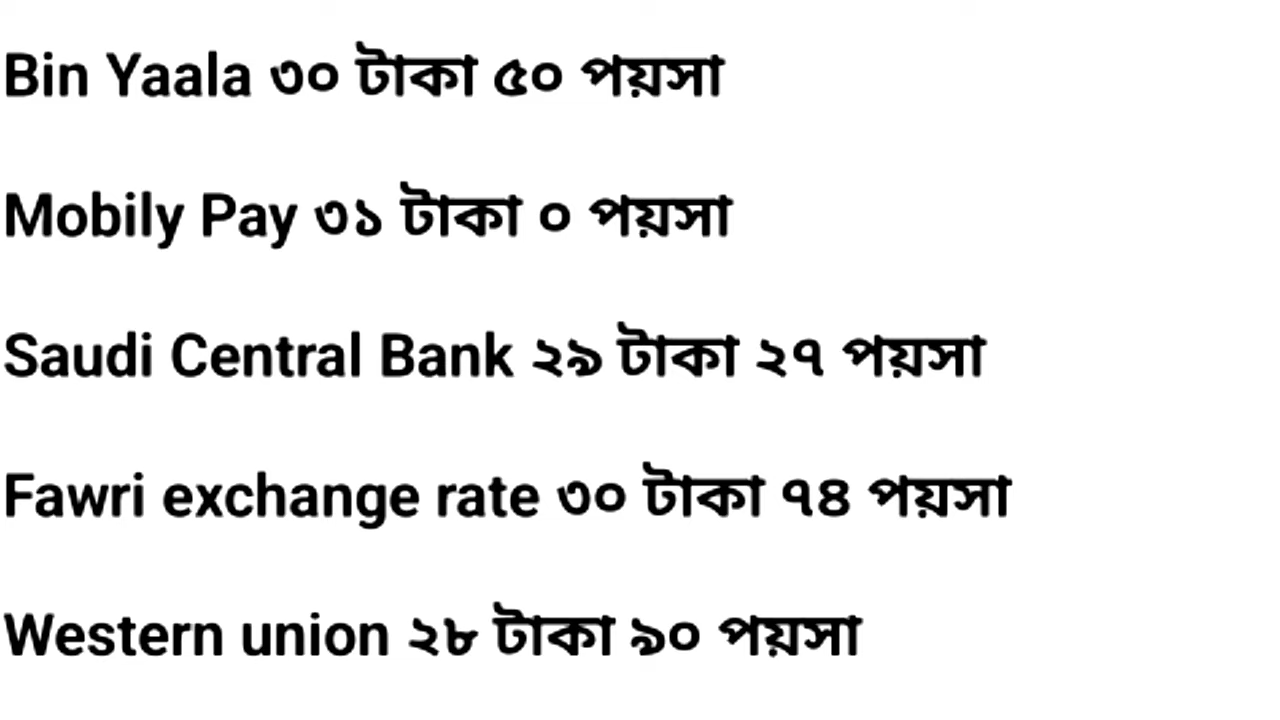 Bin Yaala ৩০ টাকা ৫০ পয়সা
Mobily Pay ৩১ টাকা ০ পয়সা
Saudi Central Bank ২৯ টাকা ২৭ পয়সা
Fawri exchange rate ৩০ টাকা ৭৪ পয়সা
Western union ২৮ টাকা ৯০ পয়সা